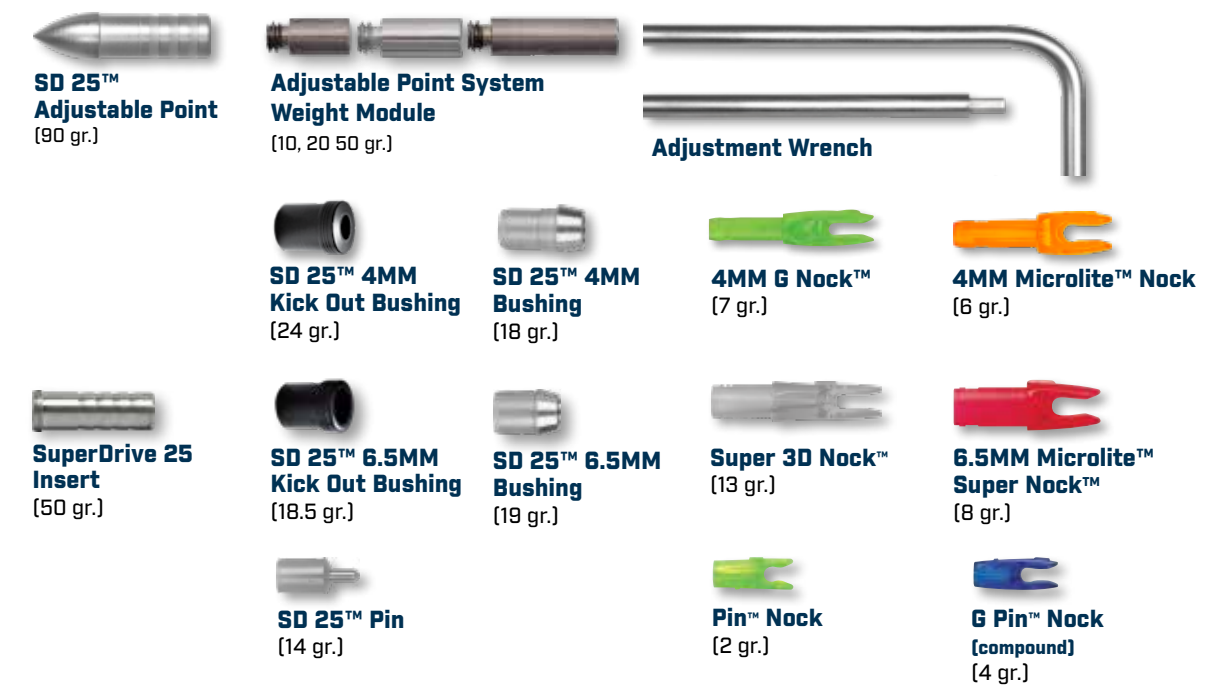 SD 25™
Adjustable Point
(90 gr.)
Adjustable Point System
Weight Module
(10, 20 50 gr.)
Adjustment Wrench
SD 25™ 4MM
Kick Out Bushing
(24 gr.)
SD 25™ 4MM
Bushing
(18 gr.)
4MM G Nock™
(7 gr.)
4MM Microlite™ Nock
(6 gr.)
SuperDrive 25
Insert
(50 gr.)
SD 25™ 6.5MM
Kick Out Bushing
(18.5 gr.)
SD 25™ 6.5MM
Bushing
(19 gr.)
Super 3D Nock™
(13 gr.)
6.5MM Microlite™
Super Nock™
(8 gr.)
SD 25™ Pin
(14 gr.)
Pin™ Nock
(2 gr.)
G Pin™ Nock
(compound)
(4 gr.)